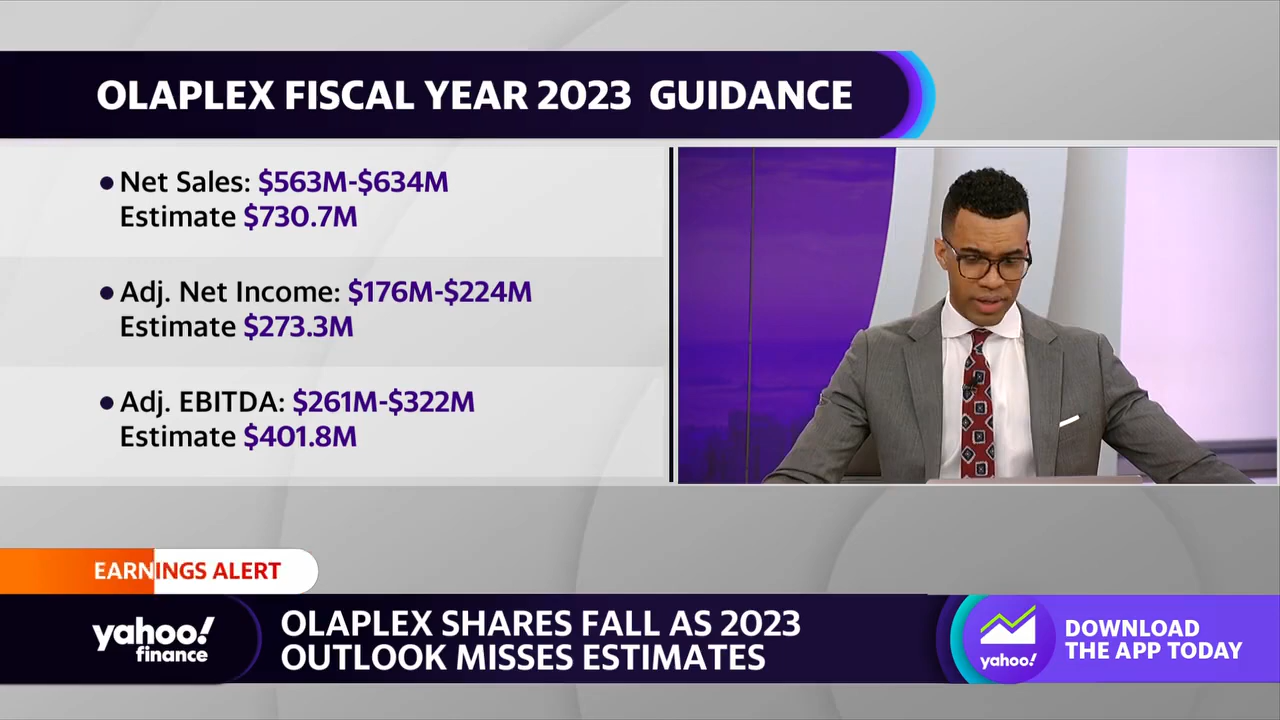 OLAPLEX FISCAL YEAR 2023 GUIDANCE
• Net Sales: $563M-$634M
Estimate $730.7M
• Adj. Net Income: $176M-$224M
Estimate $273.3M
• Adj. EBITDA: $261M-$322M
Estimate $401.8M
EARNINGS ALERT
yahoo!
finance
OLAPLEX SHARES FALL AS 2023
OUTLOOK MISSES ESTIMATES
yahoo!
DOWNLOAD
THE APP TODAY